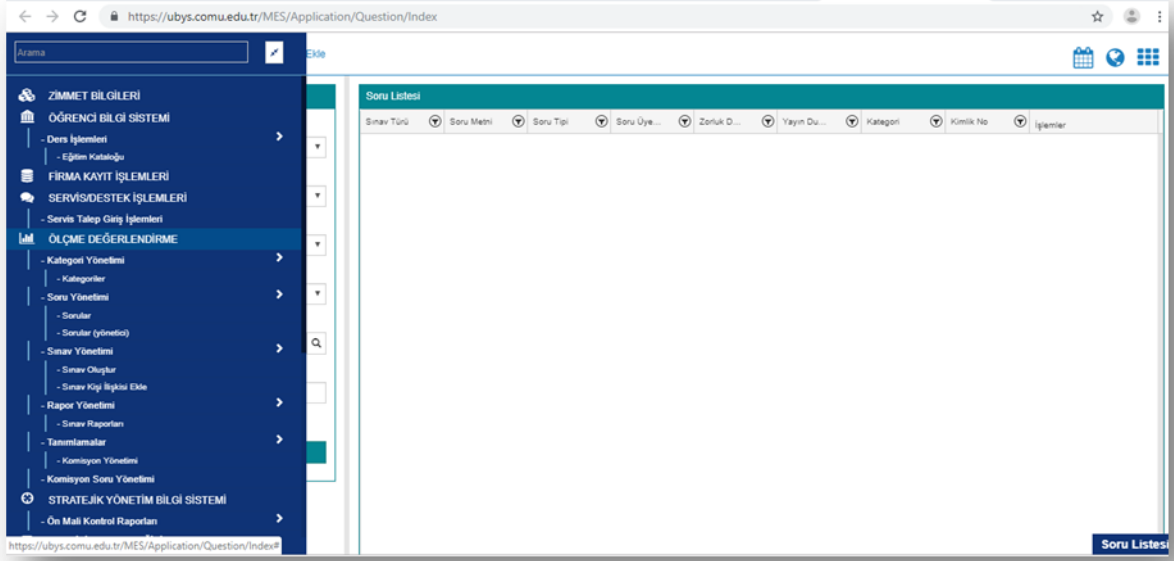 https://ubys.comu.edu.tr/MES/Application/Question/Index
Arama
Ekle
ZİMMET BİLGİLERİ
ÖĞRENCİ BİLGİ SİSTEMİ
- Ders İşlemleri
- Eğitim Kataloğu
FİRMA KAYIT İŞLEMLERİ
SERVİS/DESTEK İŞLEMLERİ
- Servis Talep Giriş İşlemleri
ÖLÇME DEĞERLENDİRME
- Kategori Yönetimi
- Kategoriler
- Soru Yönetimi
- Sorular
- Sorular (yönetici)
- Sınav Yönetimi
- Sınav Oluştur
- Sınav Kişi İlişkisi Ekle
- Rapor Yönetimi
- Sınav Raporları
- Tanımlamalar
- Komisyon Yönetimi
- Komisyon Soru Yönetimi
STRATEJİK YÖNETİM BİLGİ SİSTEMİ
- Ön Mali Kontrol Raporları
https://ubys.comu.edu.tr/MES/Application/Question/Index#
Soru Listesi
Sınav Türü Soru Metni Soru Tipi Soru Üye... Zorluk D... Yayın Du... Kategori Kimlik No İşlemler
Soru Listesi